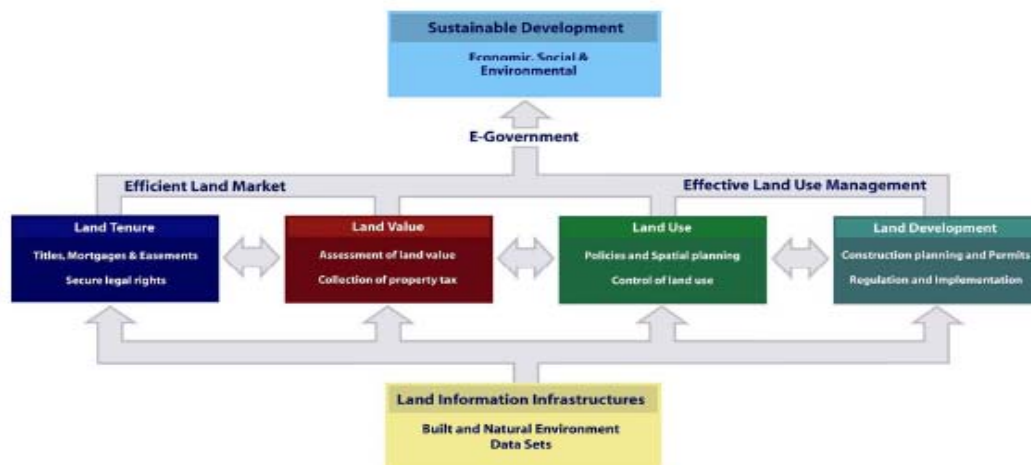 Sustainable Development
Economic, Social &
Environmental
E-Government
Efficient Land Market
Effective Land Use Management
Land Tenure
Titles, Mortgages & Easements
Secure legal rights
Land Value
Assessment of land value
Collection of property tax
Land Use
Policies and Spatial planning
Control of land use
Land Development
Construction planning and Permits
Regulation and Implementation
Land Information Infrastructures
Built and Natural Environment
Data Sets